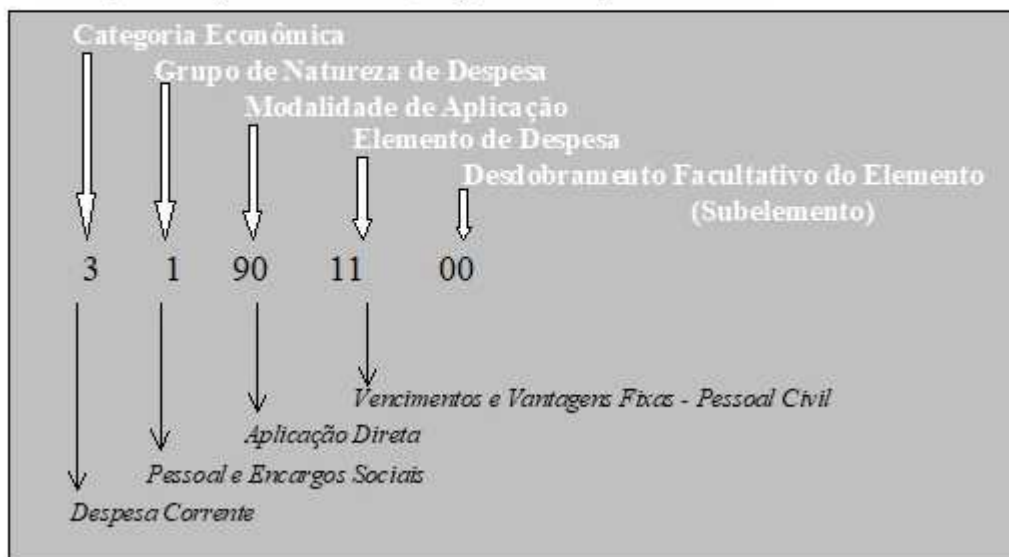 Categoria Econômica
Grupo de Natureza de Despesa
Modalidade de Aplicação
Elemento de Despesa
Desdobramento Facultativo do Elemento
(Subelemento)
3 1 90 11 00
Vencimentos e Vantagens Fixas - Pessoal Civil
Aplicação Direta
Pessoal e Encargos Sociais
Despesa Corrente